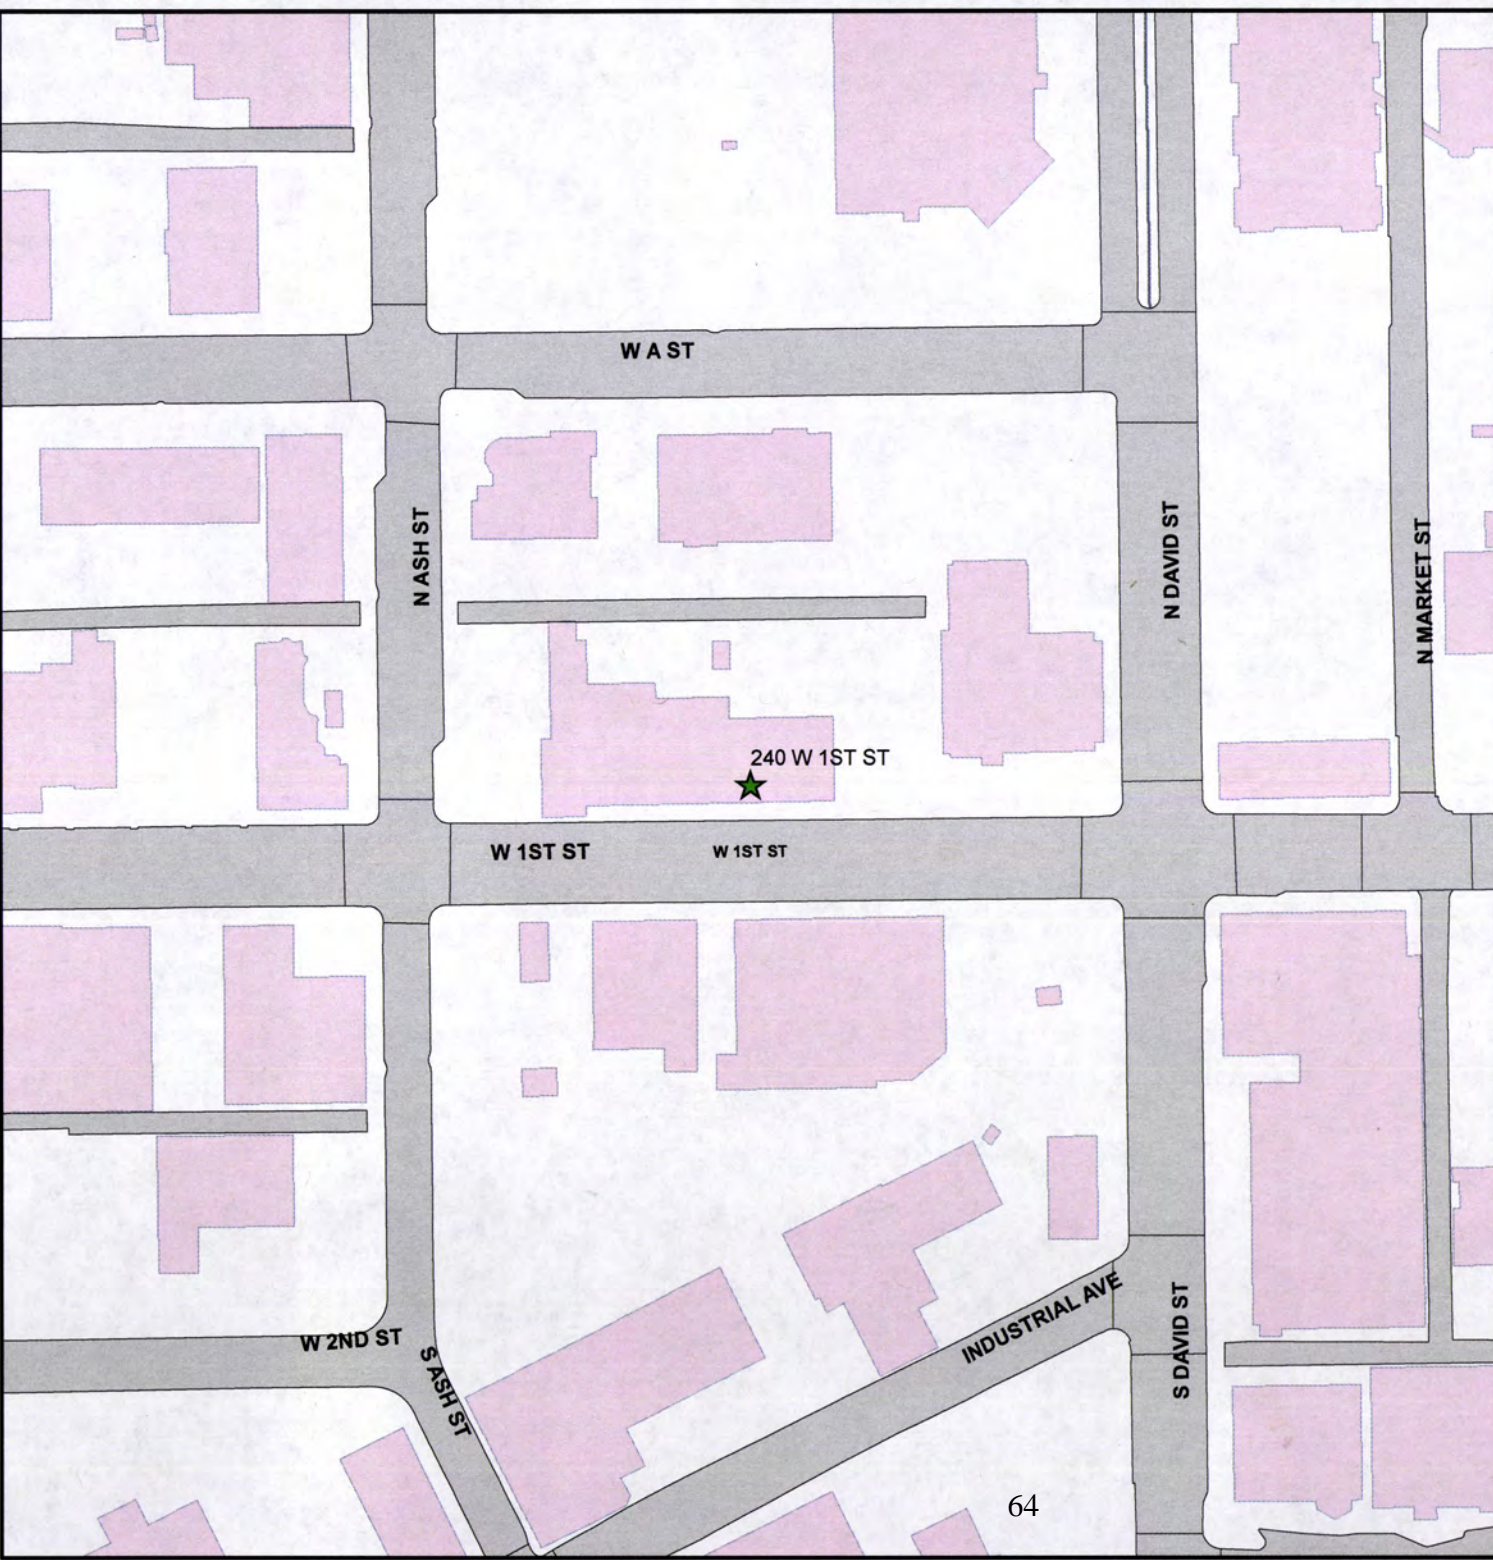 W A ST
N ASH ST
N DAVID ST
N MARKET ST
240 W 1ST ST
W 1ST ST
W 1ST ST
INDUSTRIAL AVE
S DAVID ST
W 2ND ST
S ASH ST
64